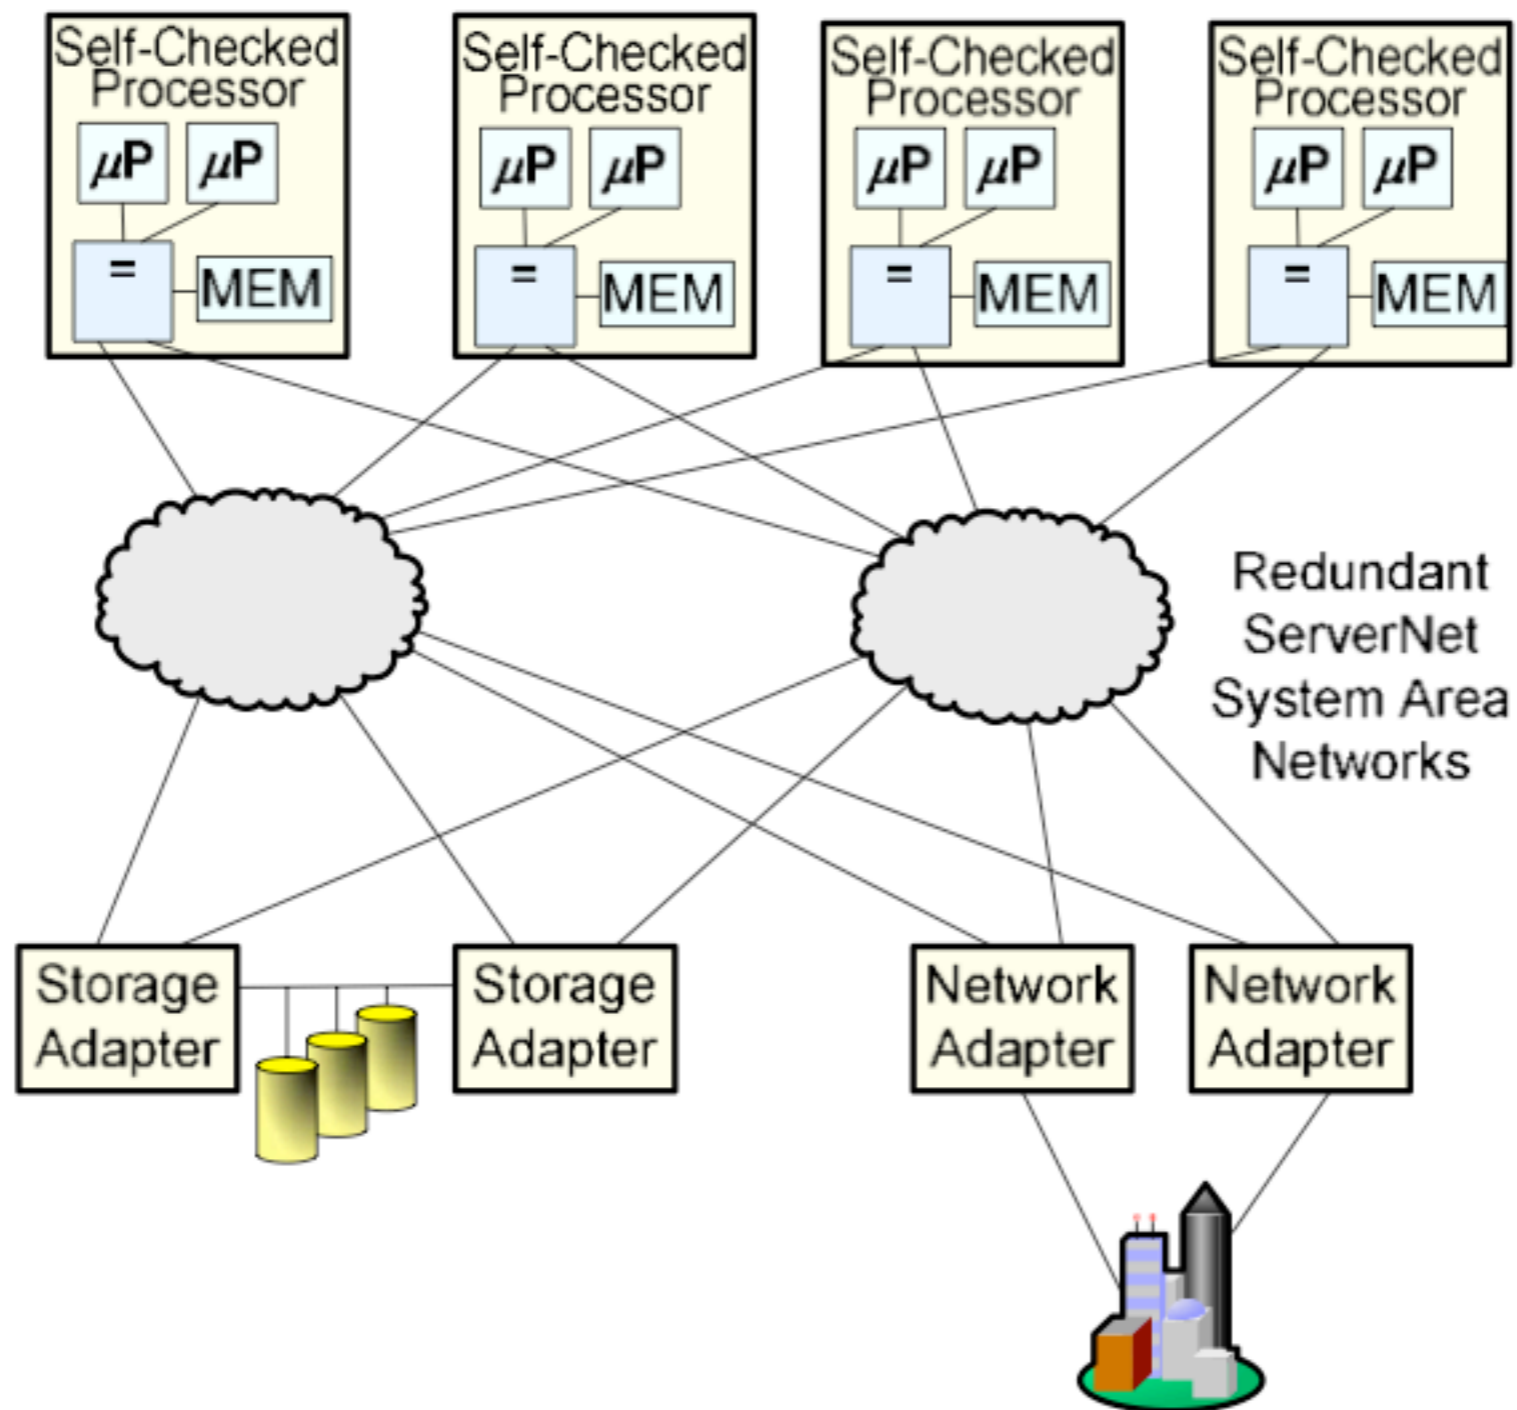 Self-Checked
Processor
μP μP
=
MEM
Self-Checked
Processor
μP μP
=
MEM
Self-Checked
Processor
μP μP
=
MEM
Self-Checked
Processor
μP μP
=
MEM
Redundant
ServerNet
System Area
Networks
Storage
Adapter
Storage
Adapter
Network
Adapter
Network
Adapter